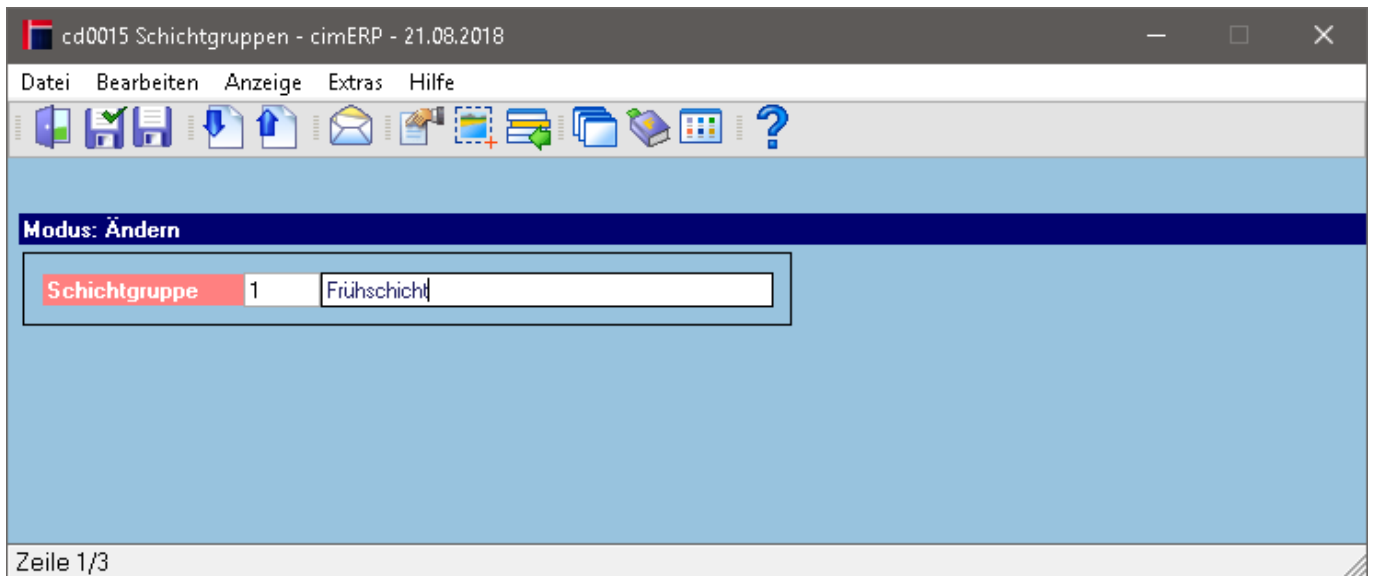 cd0015 Schichtgruppen - cimERP - 21.08.2018
Datei Bearbeiten Anzeige Extras Hilfe
Modus: Ändern
Schichtgruppe 1 Frühschicht
Zeile 1/3